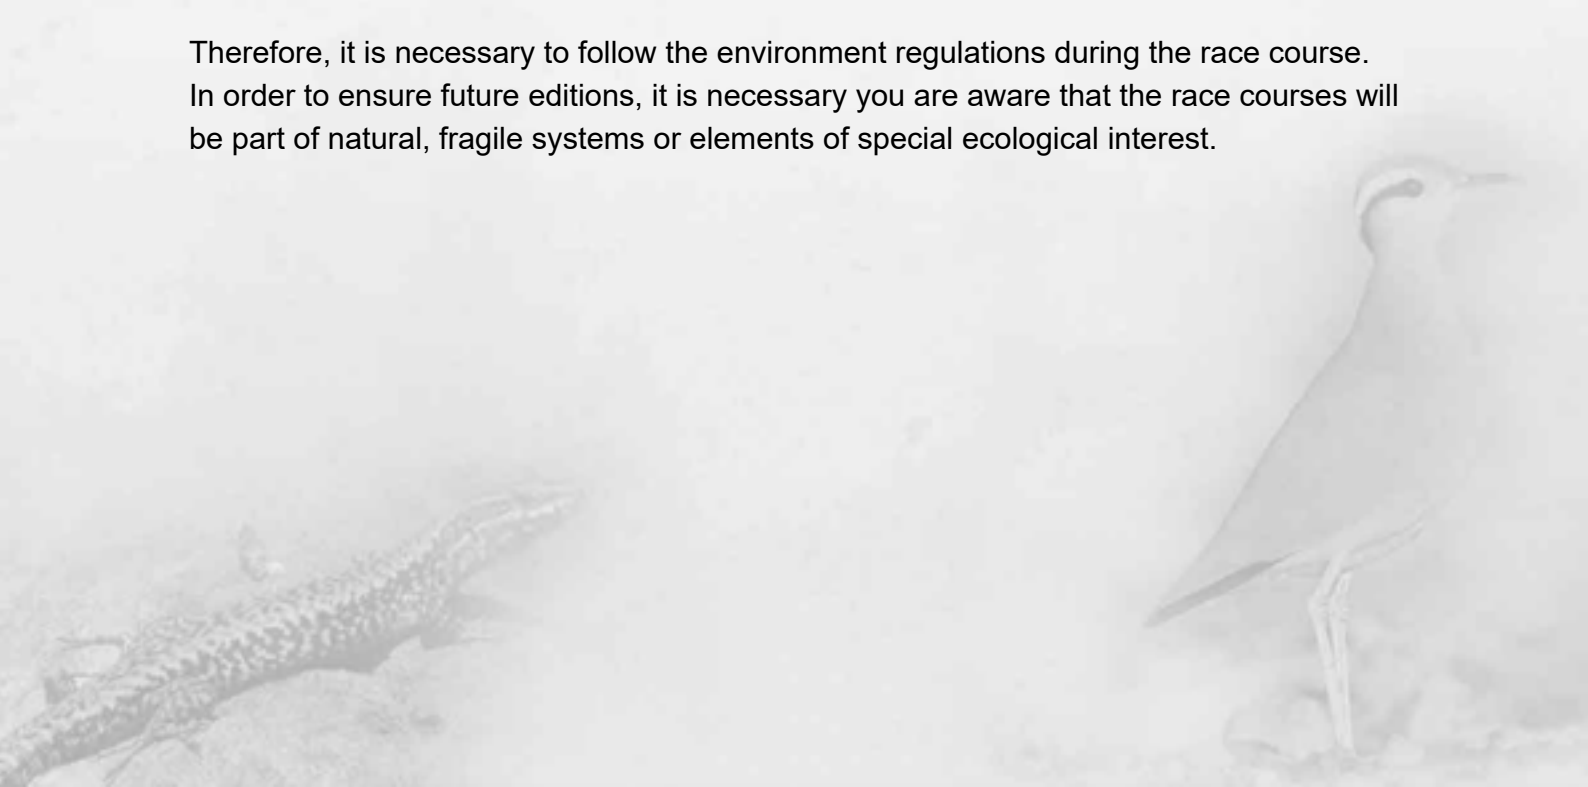 Therefore, it is necessary to follow the environment regulations during the race course.
In order to ensure future editions, it is necessary you are aware that the race courses will
be part of natural, fragile systems or elements of special ecological interest.